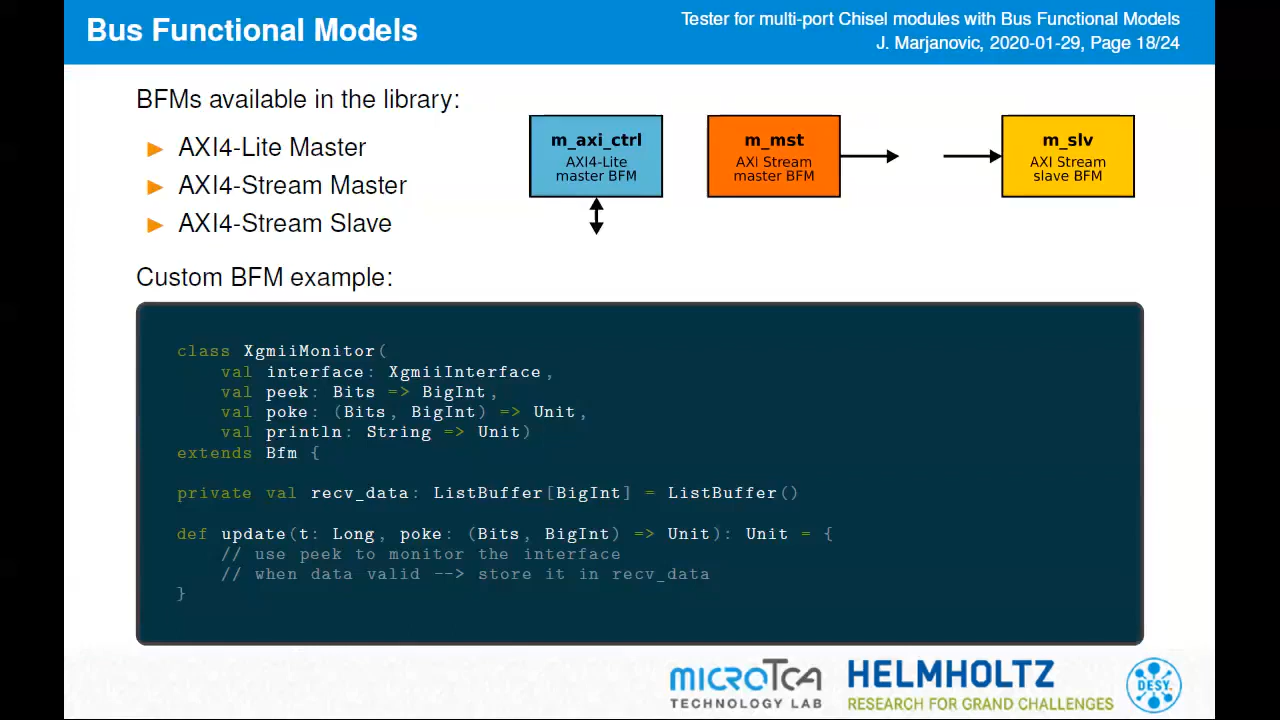 Bus Functional Models
Tester for multi-port Chisel modules with Bus Functional Models
J. Marjanovic, 2020-01-29, Page 18/24
BFMs available in the library:
AXI4-Lite Master
AXI4-Stream Master
AXI4-Stream Slave
m_axi_ctrl
AXI4-Lite
master BFM
m_mst
AXI Stream
master BFM
m_slv
AXI Stream
slave BFM
Custom BFM example:
class XgmiiMonitor(
    val interface: XgmiiInterface,
    val peek: Bits => BigInt,
    val poke: (Bits, BigInt) => Unit,
    val println: String => Unit)
extends Bfm {
private val recv_data: ListBuffer[BigInt] = ListBuffer()
def update(t: Long, poke: (Bits, BigInt) => Unit): Unit = {
    // use peek to monitor the interface
    // when data valid --> store it in recv_data
}
MICROTCA
TECHNOLOGY LAB
HELMHOLTZ
RESEARCH FOR GRAND CHALLENGES
DESY.